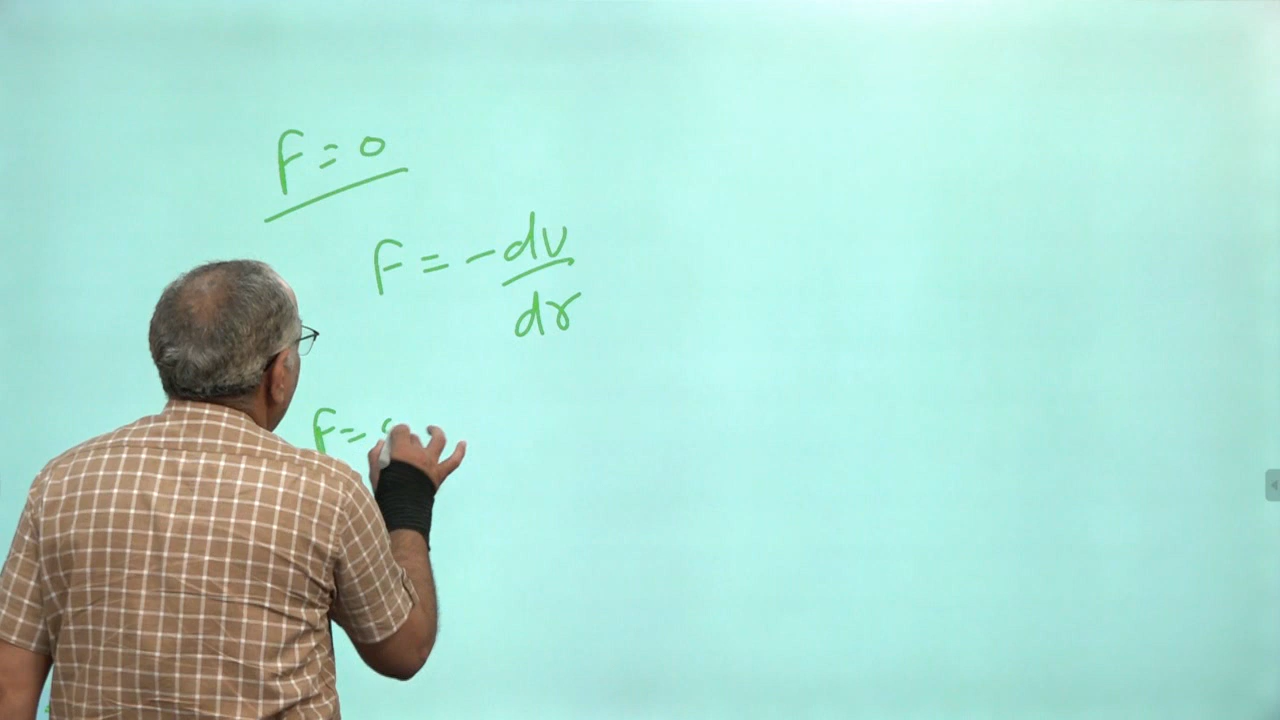 F = 0
F = - dv
dr
F =